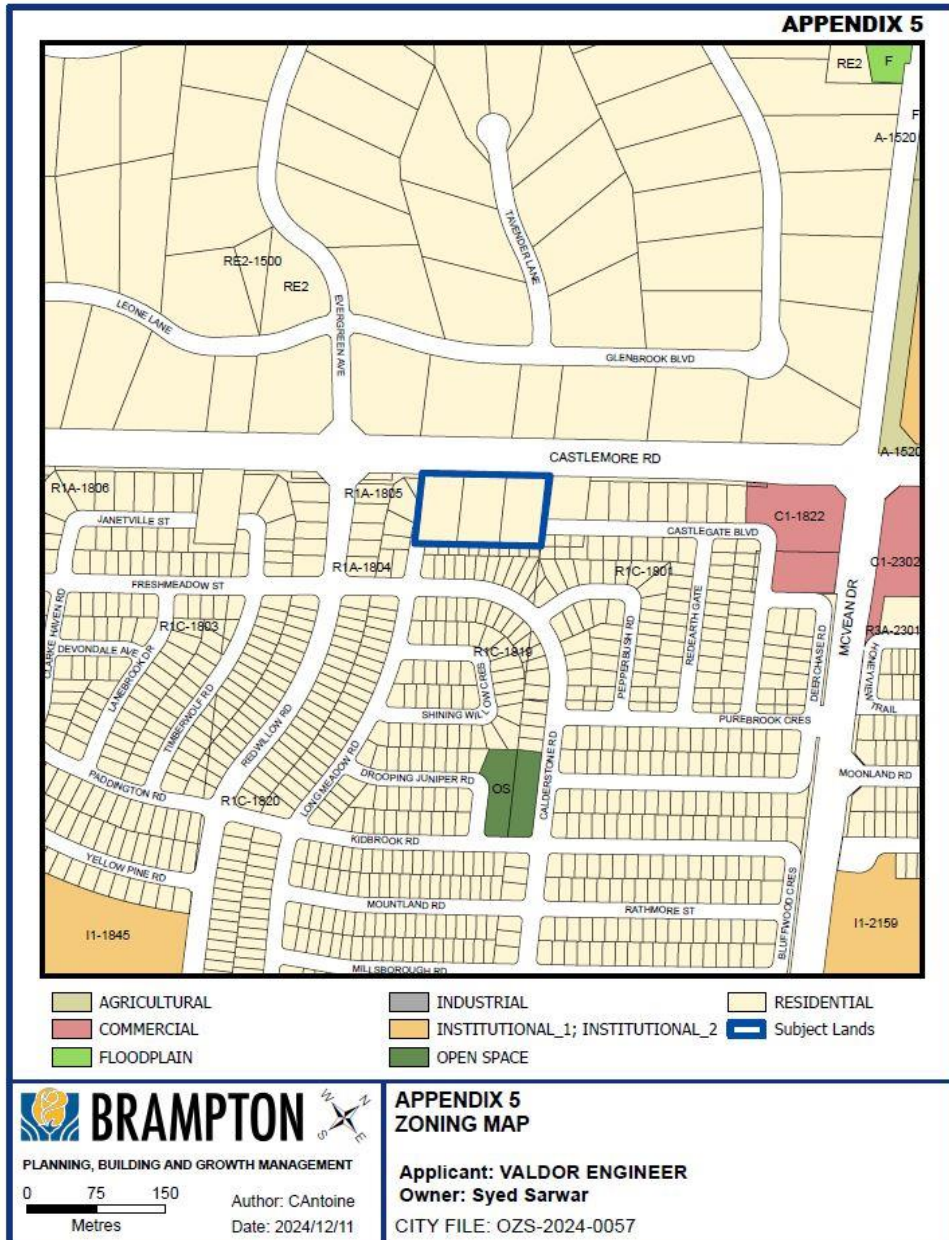 APPENDIX 5
RE2
F
F
A-1520
TAVENDER LANE
RE2-1500
RE2
LEONE LANE
EVERGREEN AVE
GLENBROOK BLVD
CASTLEMORE RD
A-1520
R1A-1806
R1A-1805
JANETVILLE ST
CASTLEGATE BLVD
C1-1822
R1A-1804
R1C-1801
C1-2302
FRESHMEADOW ST
CLARKE HAVEN RD
R1C-1803
DEVONDALE AVE
LANEBROOK DR
TIMBERWOLF RD
RED WILLOW RD
R1C-1819
PEPPERBUSH RD
REDEARTH GATE
DEERCHASE RD
MCVEAN DR
R3A-2301
HONEYVIEW TRAIL
SHINING WILLOW CRES
PUREBROOK CRES
LONG MEADOW RD
DROOPING JUNIPER RD
OS
CALDERSTONE RD
MOONLAND RD
PADDINGTON RD
R1C-1820
KIDBROOK RD
YELLOW PINE RD
MOUNTLAND RD
RATHMORE ST
BLUFFWOOD CRES
I1-1845
I1-2159
MILLSBOROUGH RD
AGRICULTURAL
INDUSTRIAL
RESIDENTIAL
COMMERCIAL
INSTITUTIONAL_1; INSTITUTIONAL_2
Subject Lands
FLOODPLAIN
OPEN SPACE
BRAMPTON
W
N
S
E
PLANNING, BUILDING AND GROWTH MANAGEMENT
0 75 150
Metres
Author: CAntoine
Date: 2024/12/11
APPENDIX 5
ZONING MAP
Applicant: VALDOR ENGINEER
Owner: Syed Sarwar
CITY FILE: OZS-2024-0057